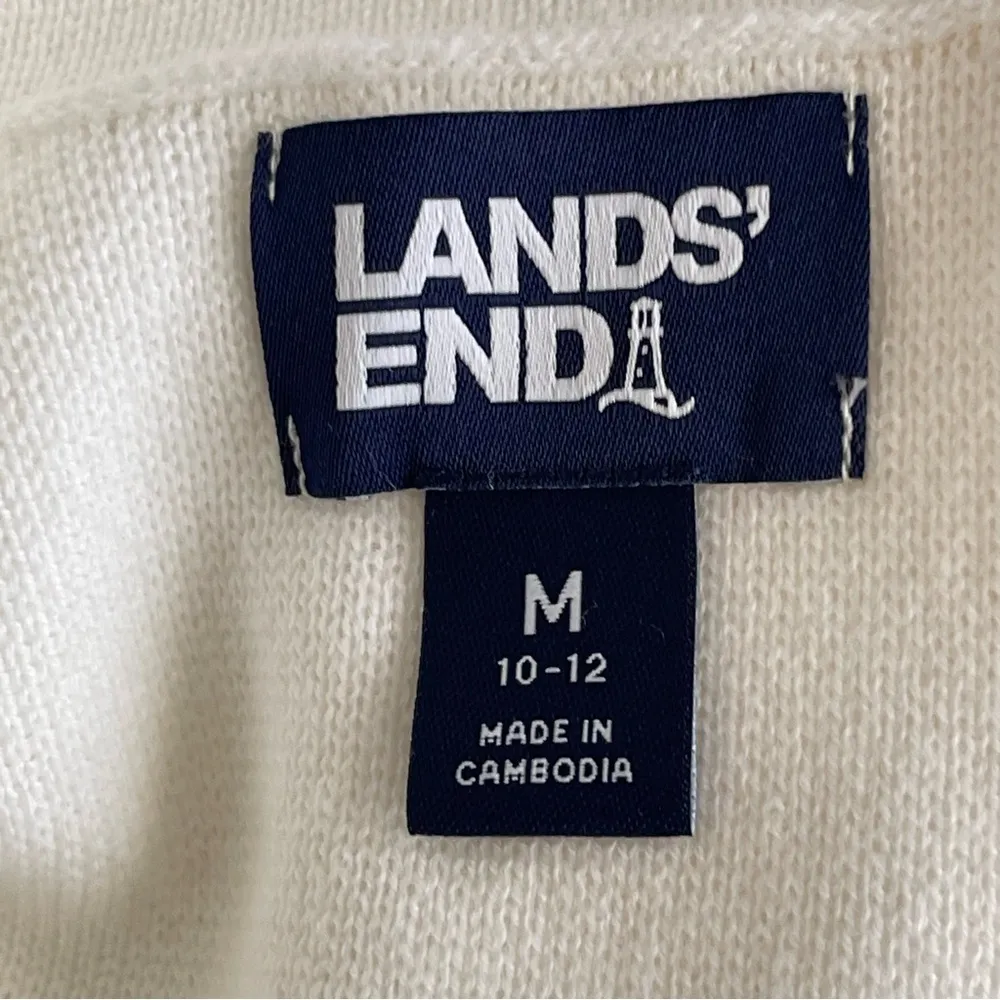 LANDS'
END
M
10-12
MADE IN
CAMBODIA